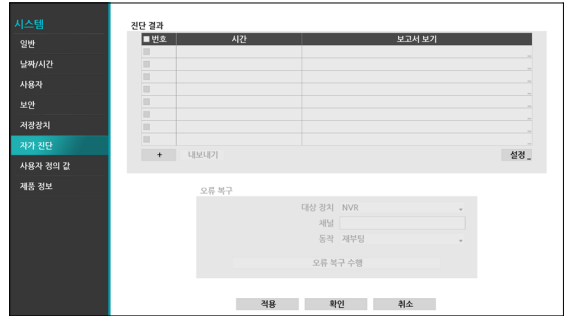 시스템
일반
날짜/시간
사용자
보안
저장장치
자가 진단
사용자 정의 값
제품 정보
진단 결과
번호 시간 보고서 보기
...
...
...
...
...
...
...
...
+ 내보내기 설정...
오류 복구
대상 장치 NVR
채널
동작 재부팅
오류 복구 수행
적용 확인 취소